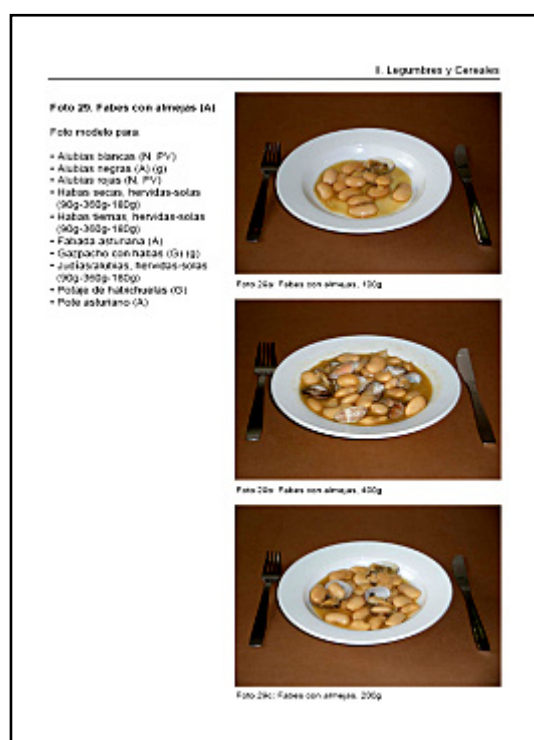 II. Legumbres y Cereales
Foto 29. Fabes con almejas (A)
Foto modelo para:
• Alubias blancas (N, PV)
• Alubias negras (A) (g)
• Alubias rojas (N, PV)
• Habas secas, hervidas-solas
(90g-360g-180g)
• Habas tiernas, hervidas-solas
(90g-360g-180g)
• Fabada asturiana (A)
• Gazpacho con habas (G) (g)
• Judías/alubias, hervidas-solas
(90g-360g-180g)
• Potaje de habichuelas (G)
• Pote asturiano (A)
Foto 29a: Fabes con almejas, 100g
Foto 29b: Fabes con almejas, 400g
Foto 29c: Fabes con almejas, 200g